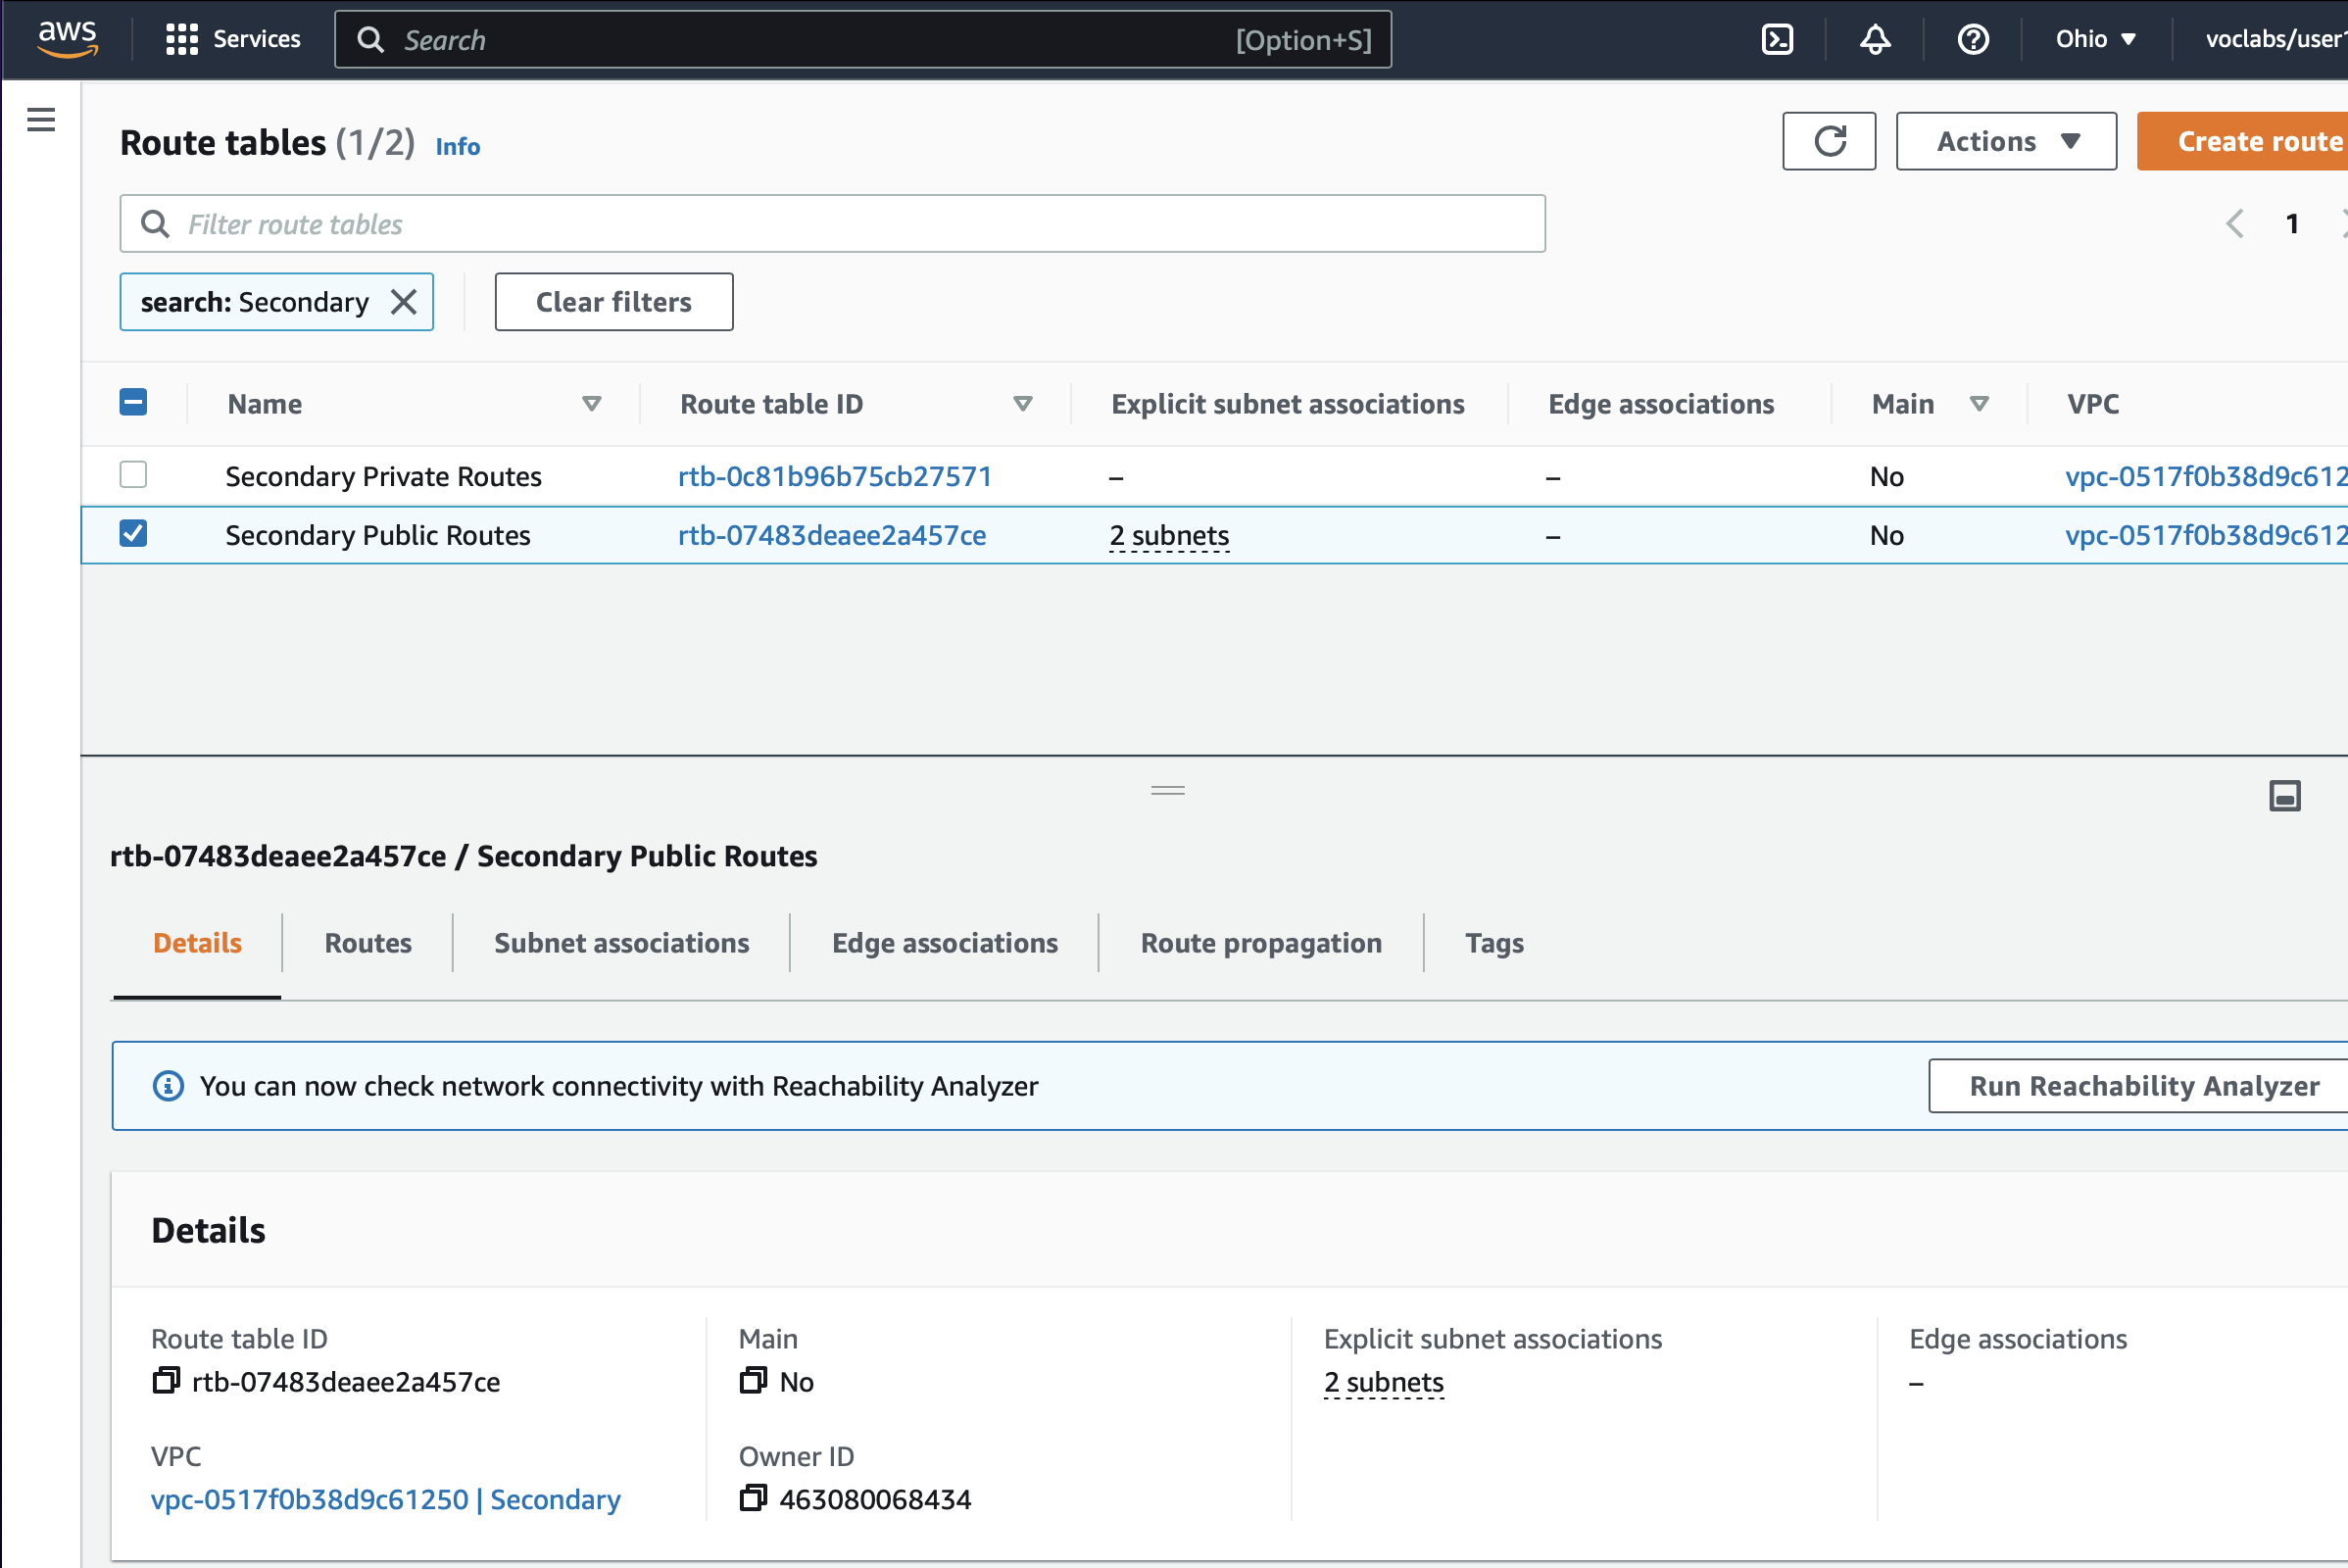 aws Services Search [Option+S] Ohio voclabs/user1
Route tables (1/2) Info Actions Create route
Filter route tables 1
search: Secondary Clear filters
Name Route table ID Explicit subnet associations Edge associations Main VPC
Secondary Private Routes rtb-0c81b96b75cb27571 – – No vpc-0517f0b38d9c612
Secondary Public Routes rtb-07483deaee2a457ce 2 subnets – No vpc-0517f0b38d9c612
rtb-07483deaee2a457ce / Secondary Public Routes
Details Routes Subnet associations Edge associations Route propagation Tags
You can now check network connectivity with Reachability Analyzer Run Reachability Analyzer
Details
Route table ID Main Explicit subnet associations Edge associations
rtb-07483deaee2a457ce No 2 subnets –
VPC Owner ID
vpc-0517f0b38d9c61250 | Secondary 463080068434